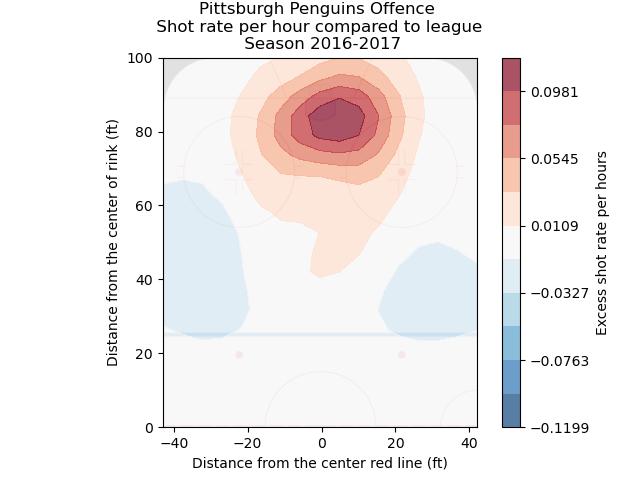 Pittsburgh Penguins Offence
Shot rate per hour compared to league
Season 2016-2017
100
80
60
40
20
0
Distance from the center of rink (ft)
−40
−20
0
20
40
Distance from the center red line (ft)
0.0981
0.0545
0.0109
−0.0327
−0.0763
−0.1199
Excess shot rate per hours